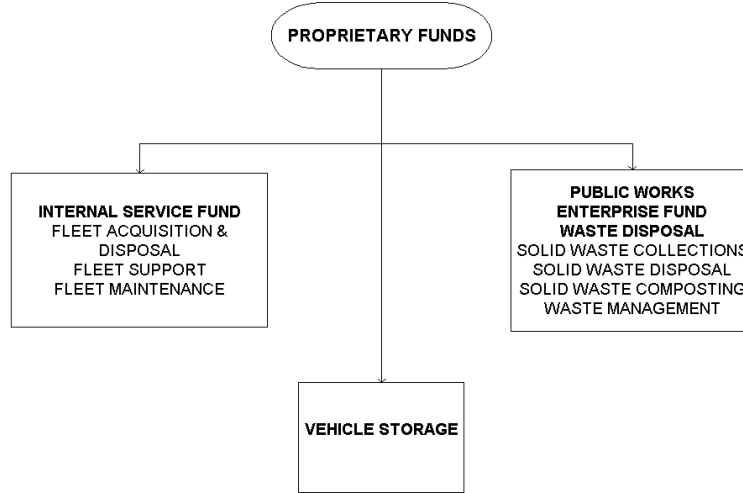 PROPRIETARY FUNDS
INTERNAL SERVICE FUND
FLEET ACQUISITION &
DISPOSAL
FLEET SUPPORT
FLEET MAINTENANCE
PUBLIC WORKS
ENTERPRISE FUND
WASTE DISPOSAL
SOLID WASTE COLLECTIONS
SOLID WASTE DISPOSAL
SOLID WASTE COMPOSTING
WASTE MANAGEMENT
VEHICLE STORAGE